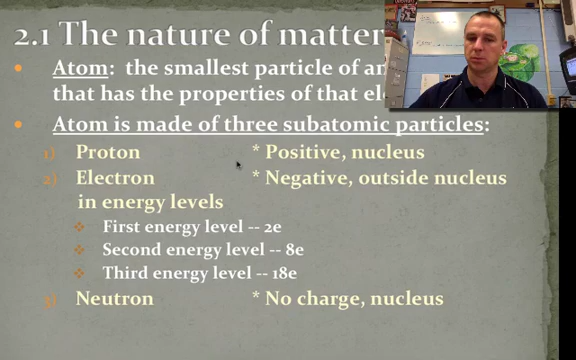 2.1 The nature of matter
Atom: the smallest particle of an
that has the properties of that
Atom is made of three subatomic particles:
1) Proton * Positive, nucleus
2) Electron * Negative, outside nucleus
in energy levels
First energy level -- 2e
Second energy level -- 8e
Third energy level -- 18e
3) Neutron * No charge, nucleus